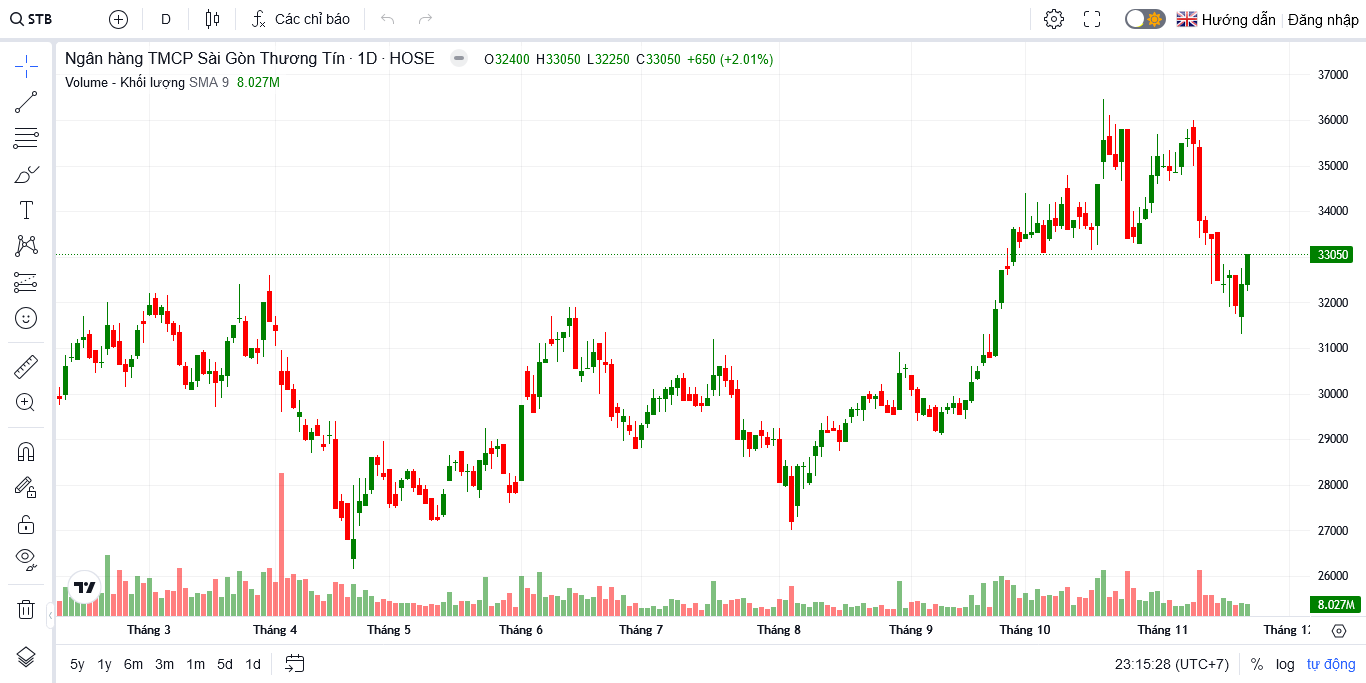 STB D Các chỉ báo Hướng dẫn Đăng nhập
Ngân hàng TMCP Sài Gòn Thương Tín · 1D · HOSE O32400 H33050 L32250 C33050 +650 (+2.01%)
Volume - Khối lượng SMA 9 8.027M
37000
36000
35000
34000
33050
32000
31000
30000
29000
28000
27000
26000
8.027M
Tháng 3 Tháng 4 Tháng 5 Tháng 6 Tháng 7 Tháng 8 Tháng 9 Tháng 10 Tháng 11 Tháng 12
5y 1y 6m 3m 1m 5d 1d 23:15:28 (UTC+7) % log tự động